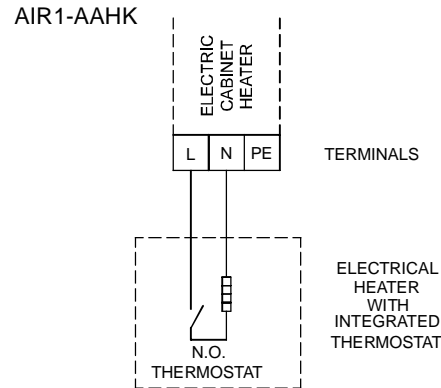 AIR1-AAHK
ELECTRIC
CABINET
HEATER
L N PE
TERMINALS
ELECTRICAL
HEATER
WITH
INTEGRATED
THERMOSTAT
N.O.
THERMOSTAT